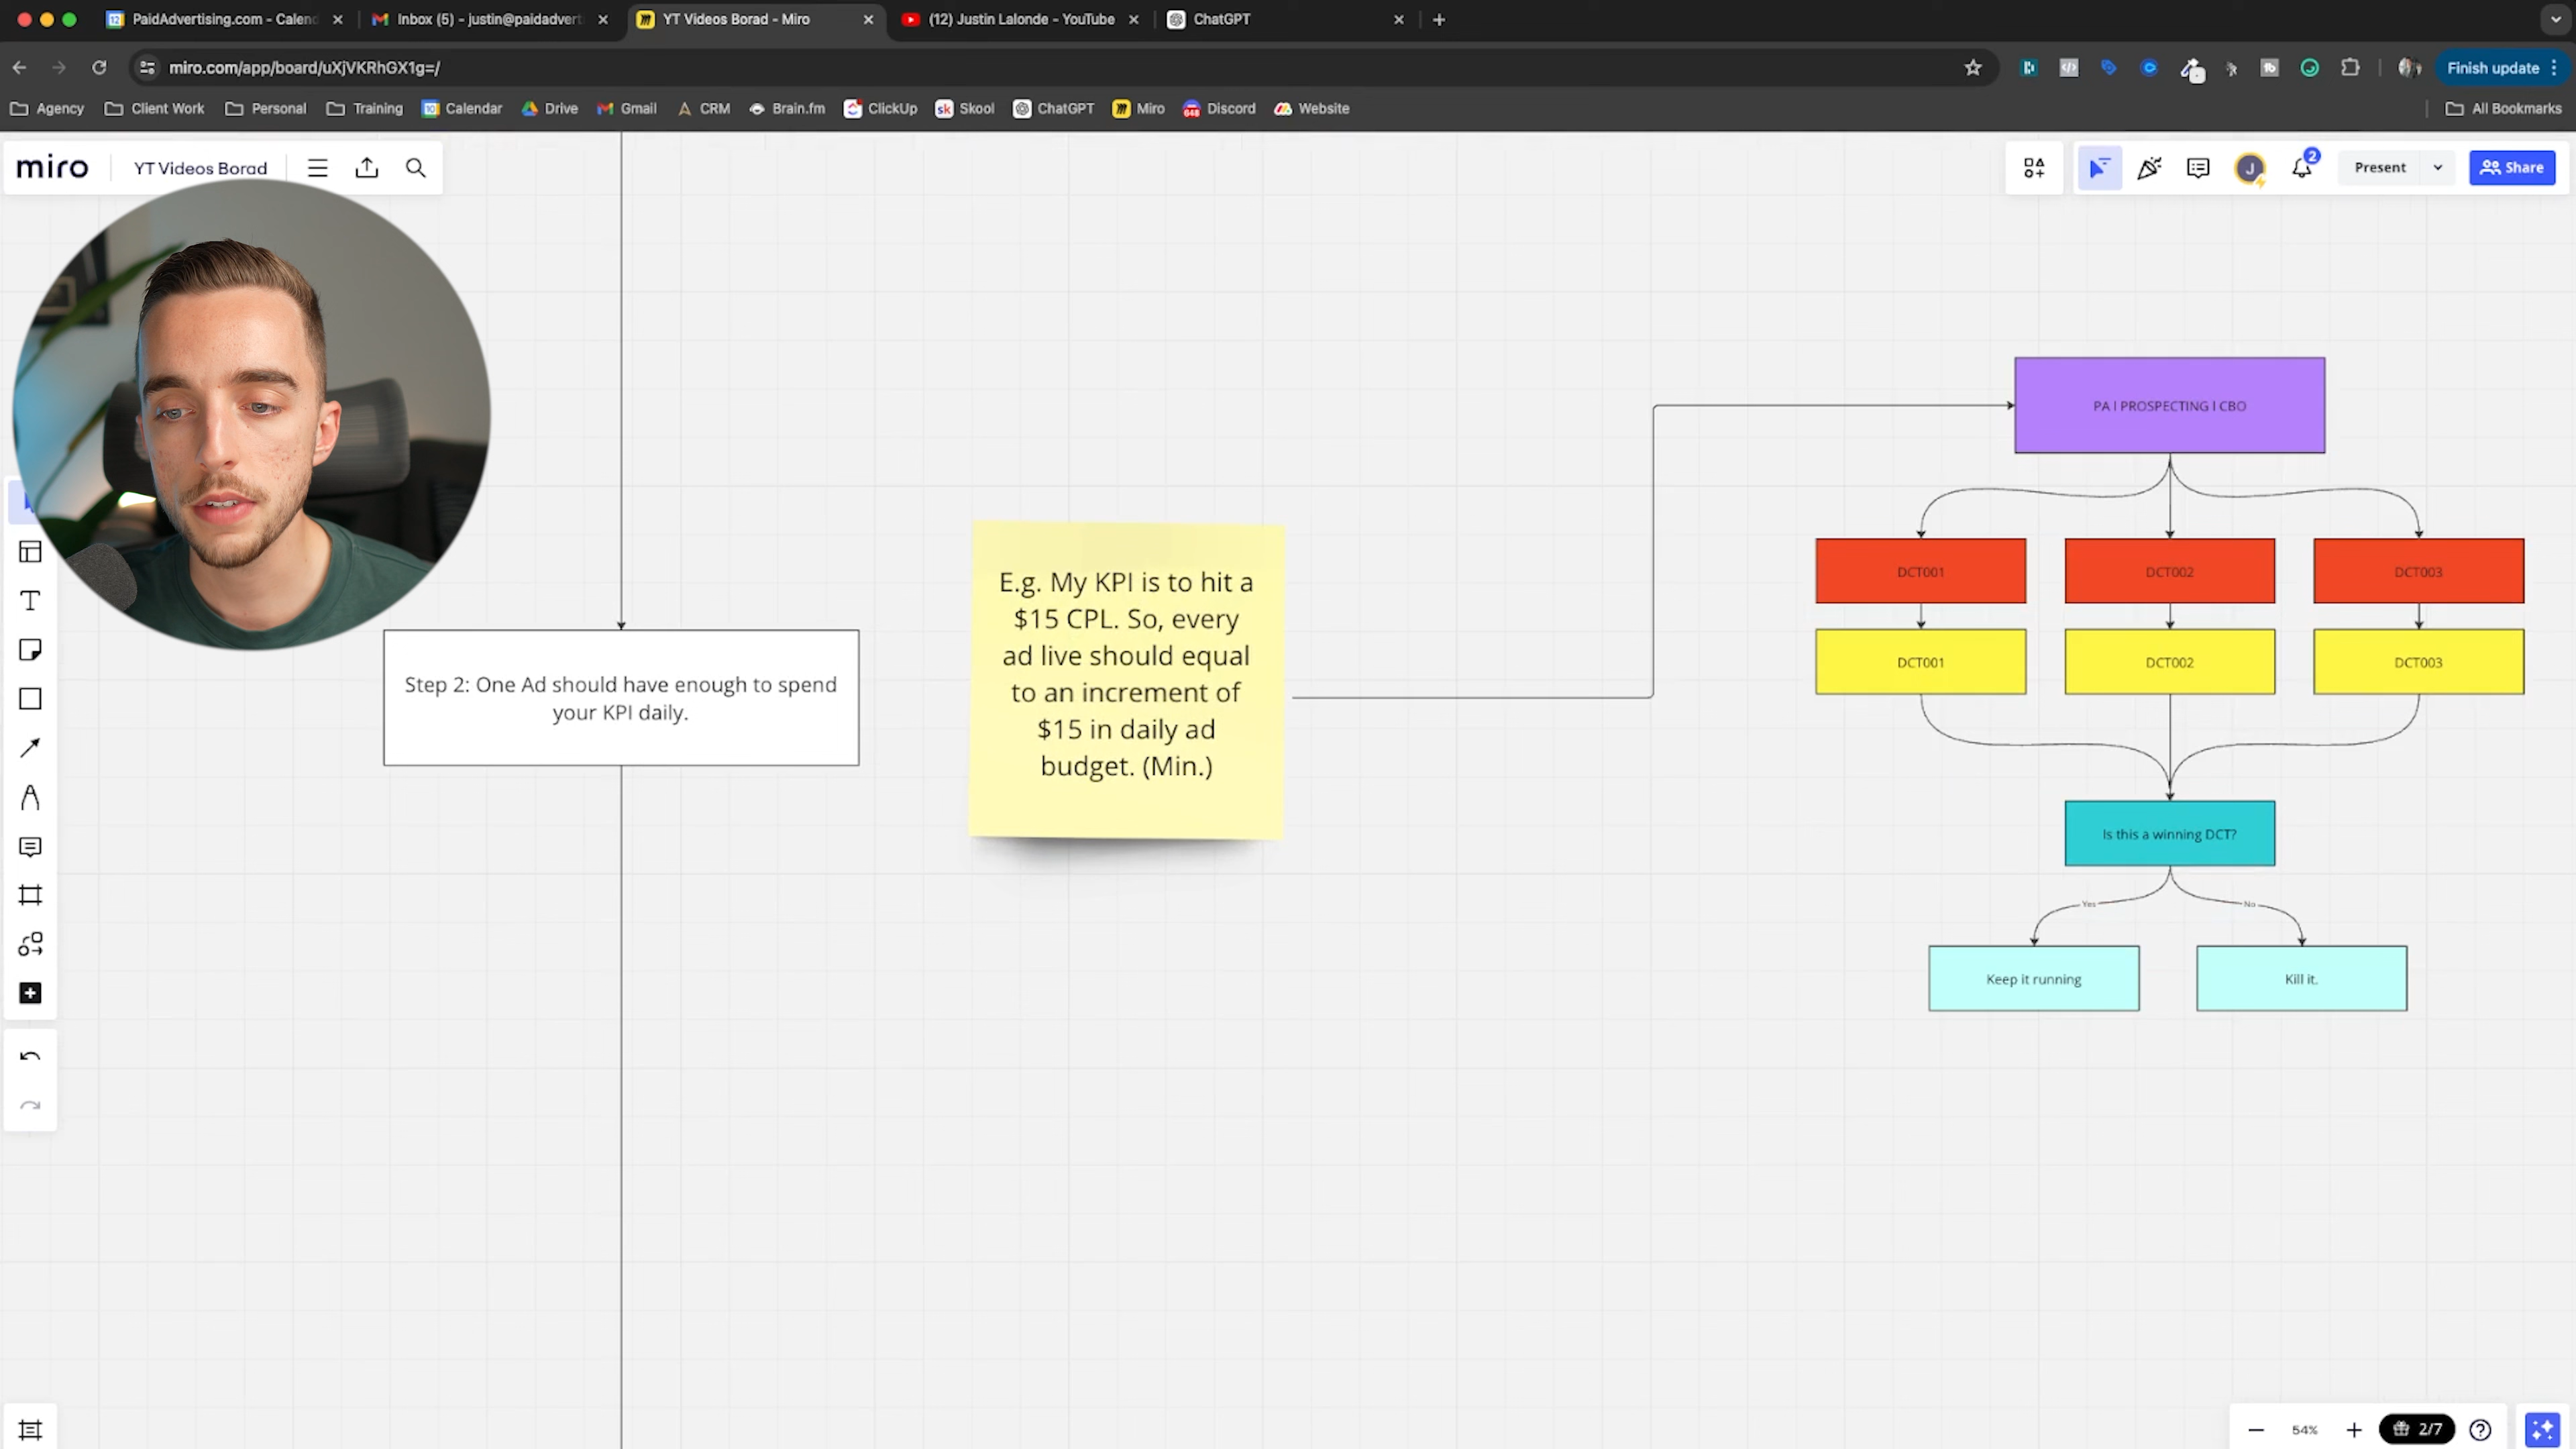 PaidAdvertising.com - Calend
Inbox (5) - justin@paidadvert
YT Videos Borad - Miro
(12) Justin Lalonde - YouTube
ChatGPT
miro.com/app/board/uXjVKRhGX1g=/
Finish update
Agency
Client Work
Personal
Training
Calendar
Drive
Gmail
CRM
Brain.fm
ClickUp
Skool
ChatGPT
Miro
Discord
Website
All Bookmarks
miro
YT Videos Borad
J
2
Present
Share
Step 2: One Ad should have enough to spend
your KPI daily.
E.g. My KPI is to hit a
$15 CPL. So, every
ad live should equal
to an increment of
$15 in daily ad
budget. (Min.)
PA | PROSPECTING | CBO
DCT001
DCT002
DCT003
DCT001
DCT002
DCT003
Is this a winning DCT?
Yes
No
Keep it running
Kill it.
54%
2/7